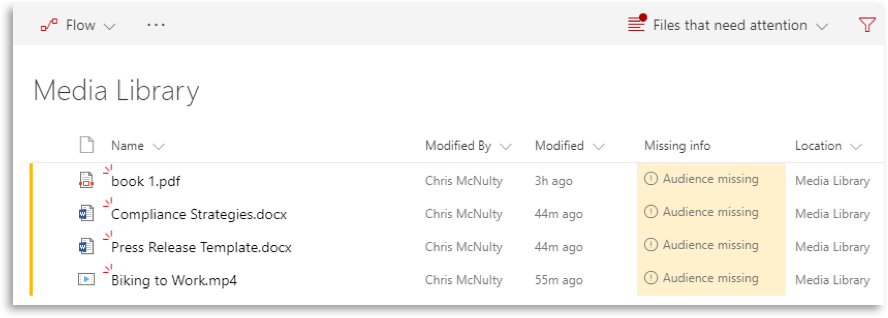 Flow ... Files that need attention
Media Library
Name Modified By Modified Missing info Location
book 1.pdf Chris McNulty 3h ago Audience missing Media Library
Compliance Strategies.docx Chris McNulty 44m ago Audience missing Media Library
Press Release Template.docx Chris McNulty 44m ago Audience missing Media Library
Biking to Work.mp4 Chris McNulty 55m ago Audience missing Media Library